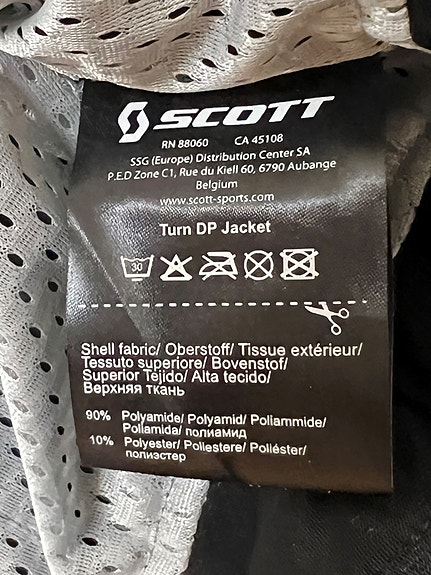 SCOTT
RN 88060 CA 45108
SSG (Europe) Distribution Center SA
P.E.D Zone C1, Rue du Kiell 60, 6790 Aubange
Belgium
www.scott-sports.com
Turn DP Jacket
30
Shell fabric/ Oberstoff/ Tissue extérieur/
Tessuto superiore/ Bovenstof/
Superior Tejido/ Alta tecido/
Верхняя ткань
90% Polyamide/ Polyamid/ Poliammide/
Poliamida/ полиамид
10% Polyester/ Poliestere/ Poliéster/
полиэстер